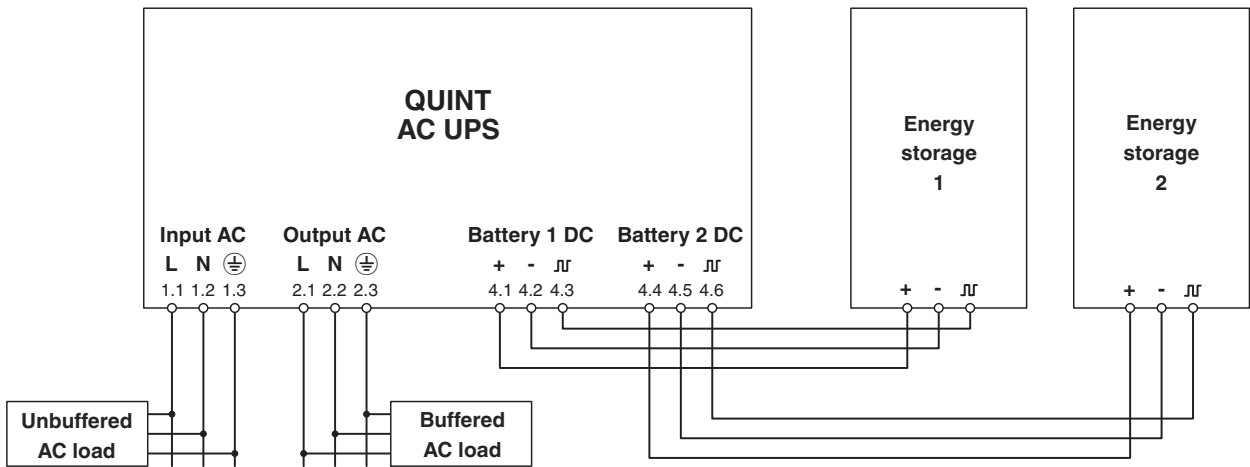 QUINT
AC UPS
Energy
storage
1
Energy
storage
2
Input AC Output AC Battery 1 DC Battery 2 DC
L N L N + - + -
1.1 1.2 1.3 2.1 2.2 2.3 4.1 4.2 4.3 4.4 4.5 4.6
+ -
+ -
Unbuffered
AC load
Buffered
AC load